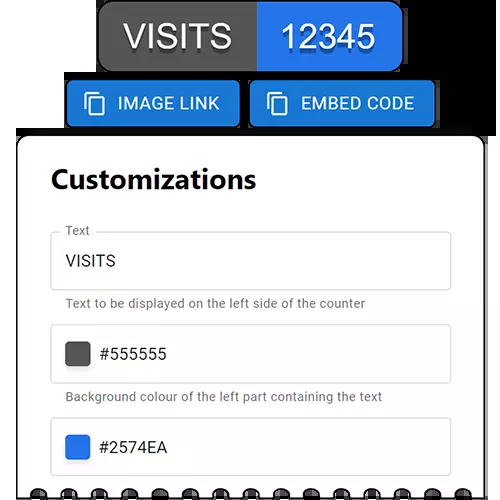 VISITS 12345
IMAGE LINK EMBED CODE
Customizations
Text
VISITS
Text to be displayed on the left side of the counter
#555555
Background colour of the left part containing the text
#2574EA